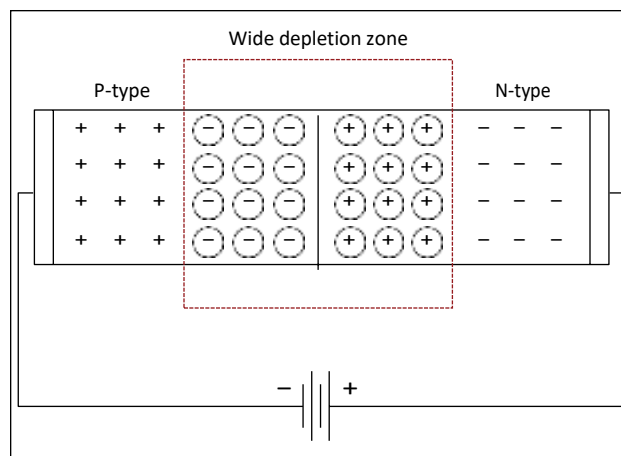 Wide depletion zone
P-type N-type
+ + + − − − + + + − − −
+ + + − − − + + + − − −
+ + + − − − + + + − − −
+ + + − − − + + + − − −
− +